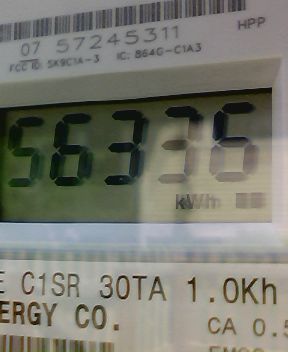 HPP
07 57245311
FCC ID: SK9C1A-3 IC: 864G-C1A3
56336
kWh
C1SR 30TA 1.0Kh
CO.
CA 0.5